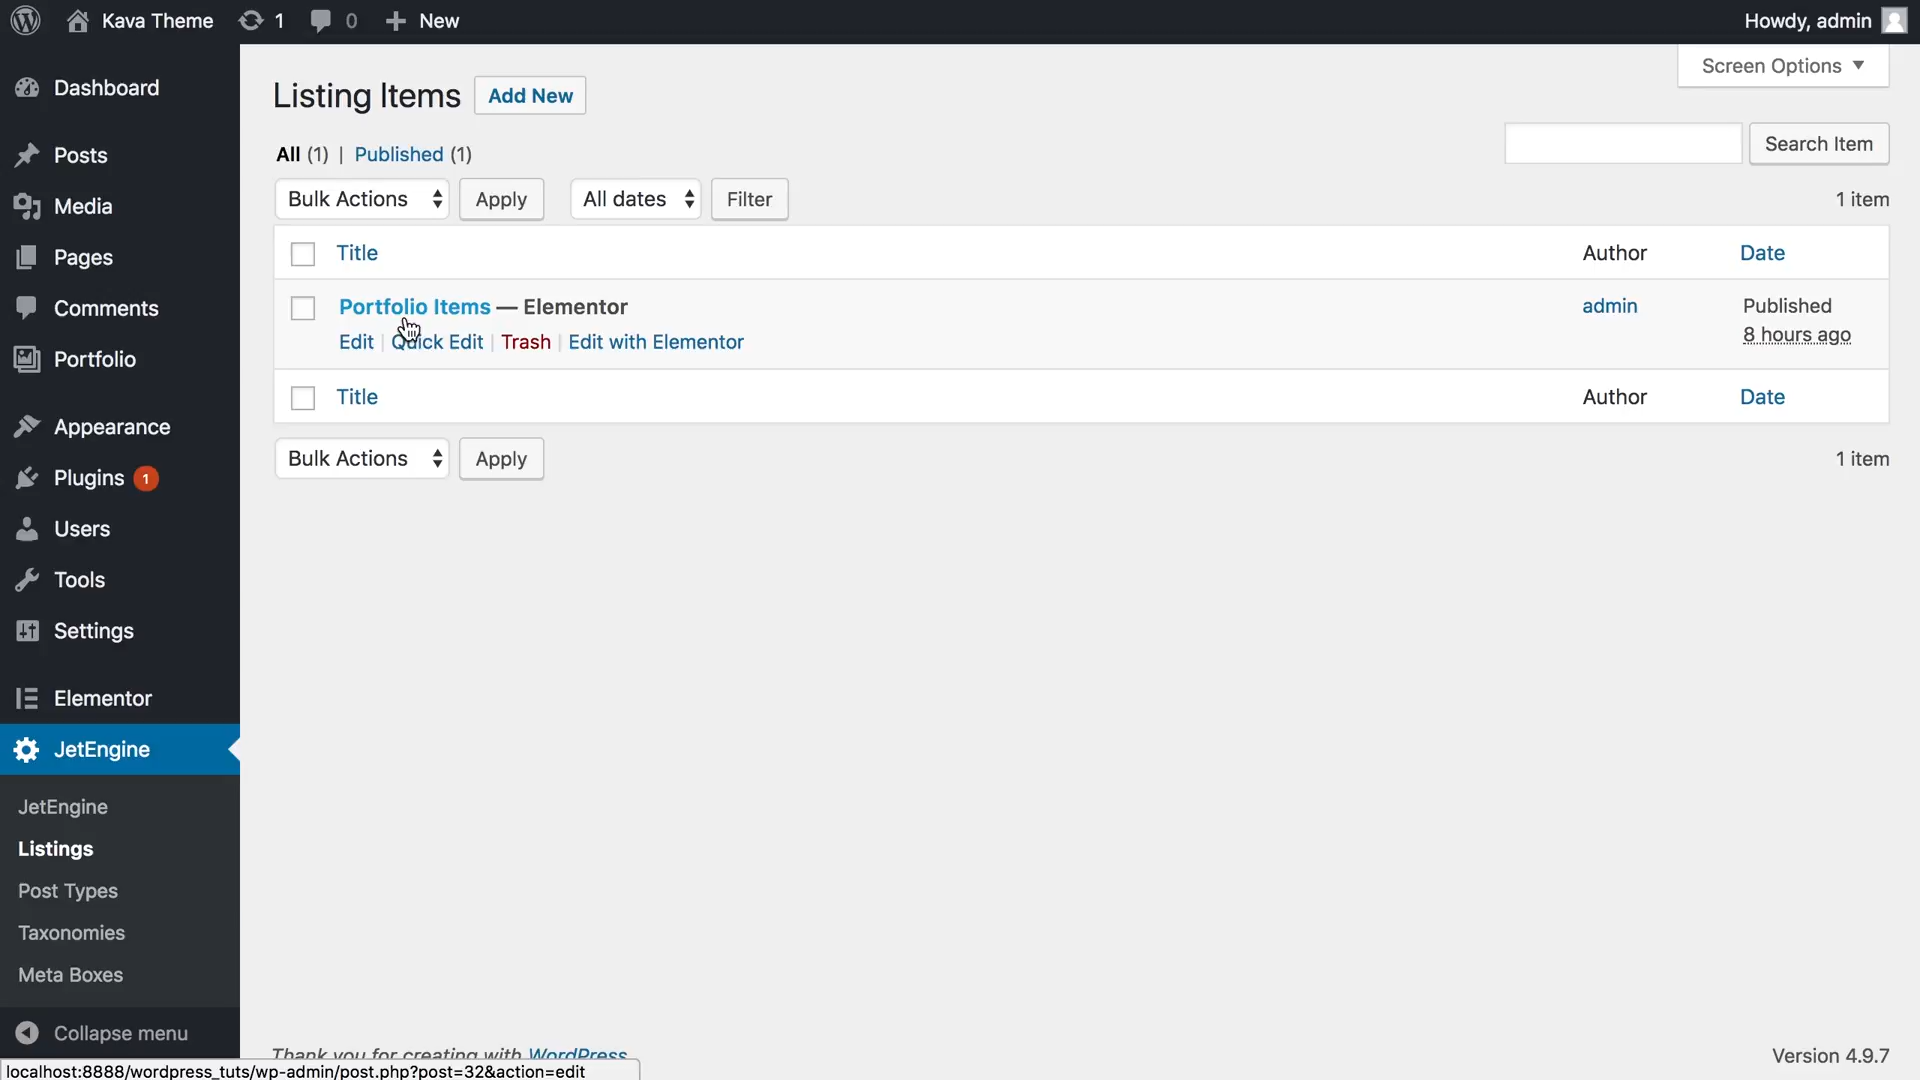 Kava Theme 1 0 New Howdy, admin
Dashboard
Posts
Media
Pages
Comments
Portfolio
Appearance
Plugins 1
Users
Tools
Settings
Elementor
JetEngine
JetEngine
Listings
Post Types
Taxonomies
Meta Boxes
Collapse menu
Screen Options
Listing Items Add New
All (1) | Published (1)
Search Item
Bulk Actions Apply All dates Filter 1 item
Title Author Date
Portfolio Items — Elementor admin Published
Edit | Quick Edit | Trash | Edit with Elementor 8 hours ago
Title Author Date
Bulk Actions Apply 1 item
Thank you for creating with WordPress Version 4.9.7
localhost:8888/wordpress_tuts/wp-admin/post.php?post=32&action=edit